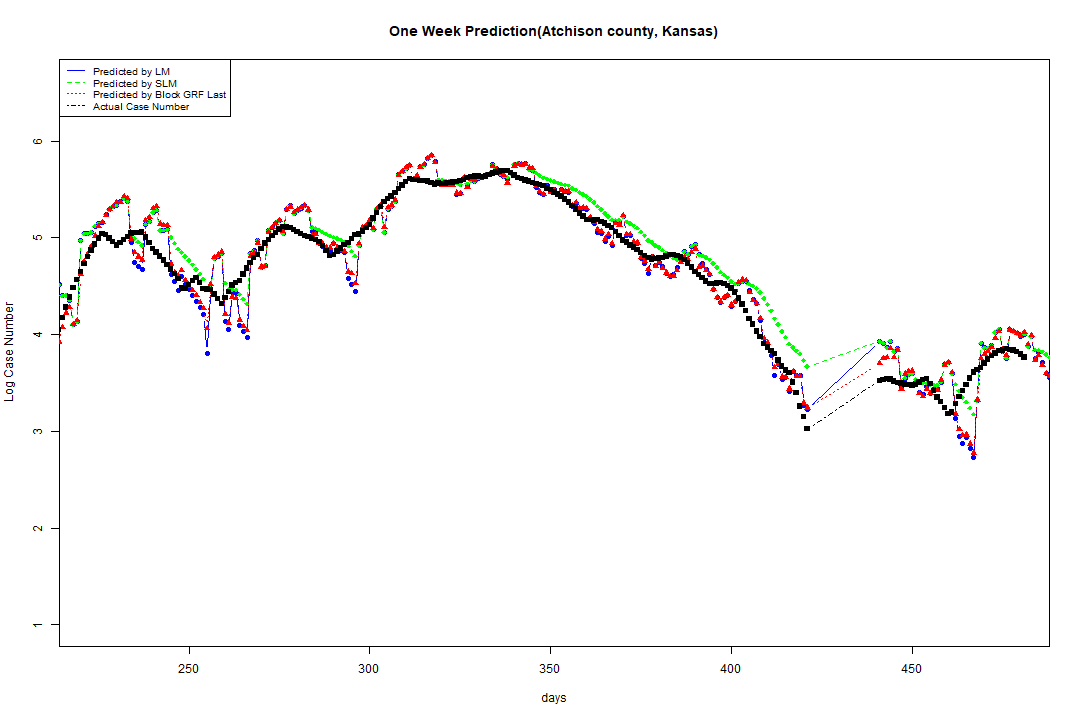 One Week Prediction(Atchison county, Kansas)
Predicted by LM
Predicted by SLM
Predicted by Block GRF Last
Actual Case Number
Log Case Number
6
5
4
3
2
1
250 300 350 400 450
days